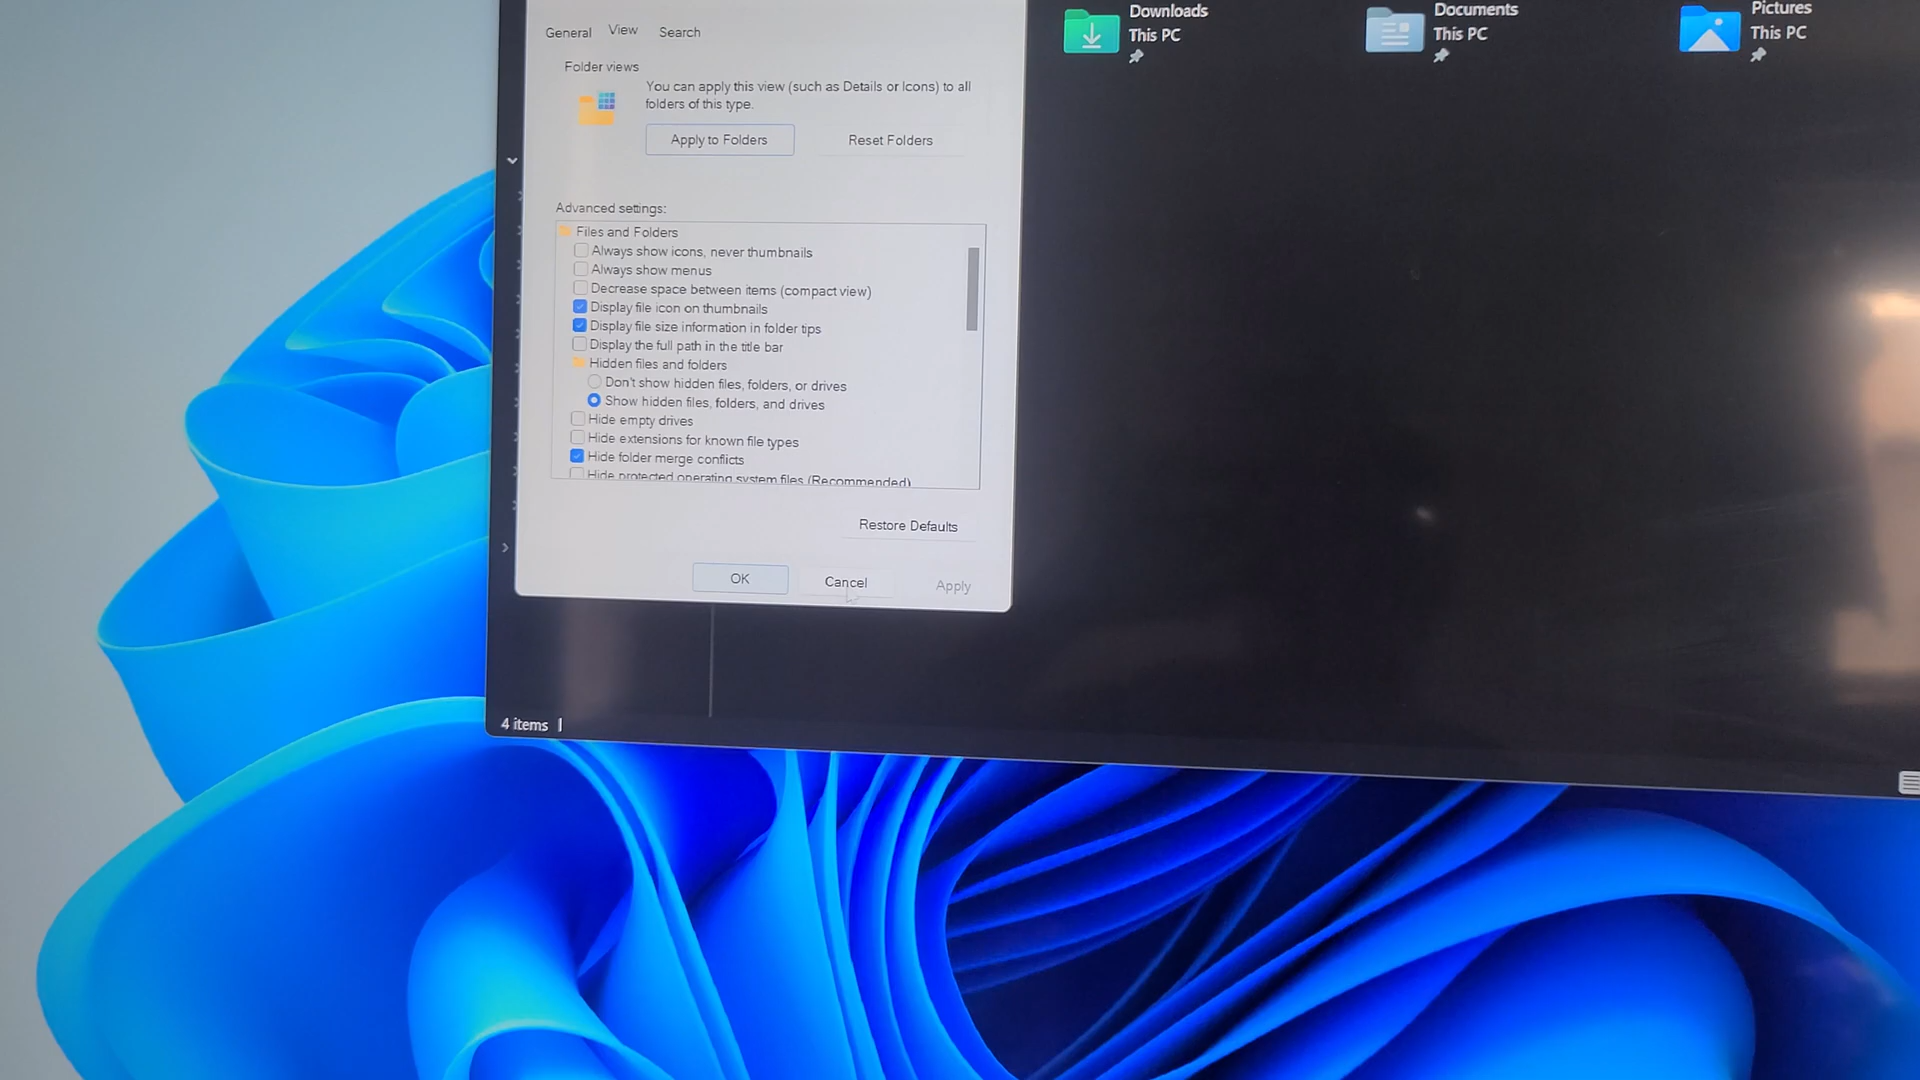 General View Search
Folder views
You can apply this view (such as Details or Icons) to all
folders of this type.
Apply to Folders Reset Folders
Advanced settings:
Files and Folders
Always show icons, never thumbnails
Always show menus
Decrease space between items (compact view)
Display file icon on thumbnails
Display file size information in folder tips
Display the full path in the title bar
Hidden files and folders
Don't show hidden files, folders, or drives
Show hidden files, folders, and drives
Hide empty drives
Hide extensions for known file types
Hide folder merge conflicts
Hide protected operating system files (Recommended)
Restore Defaults
OK Cancel Apply
Downloads
This PC
Documents
This PC
Pictures
This PC
4 items